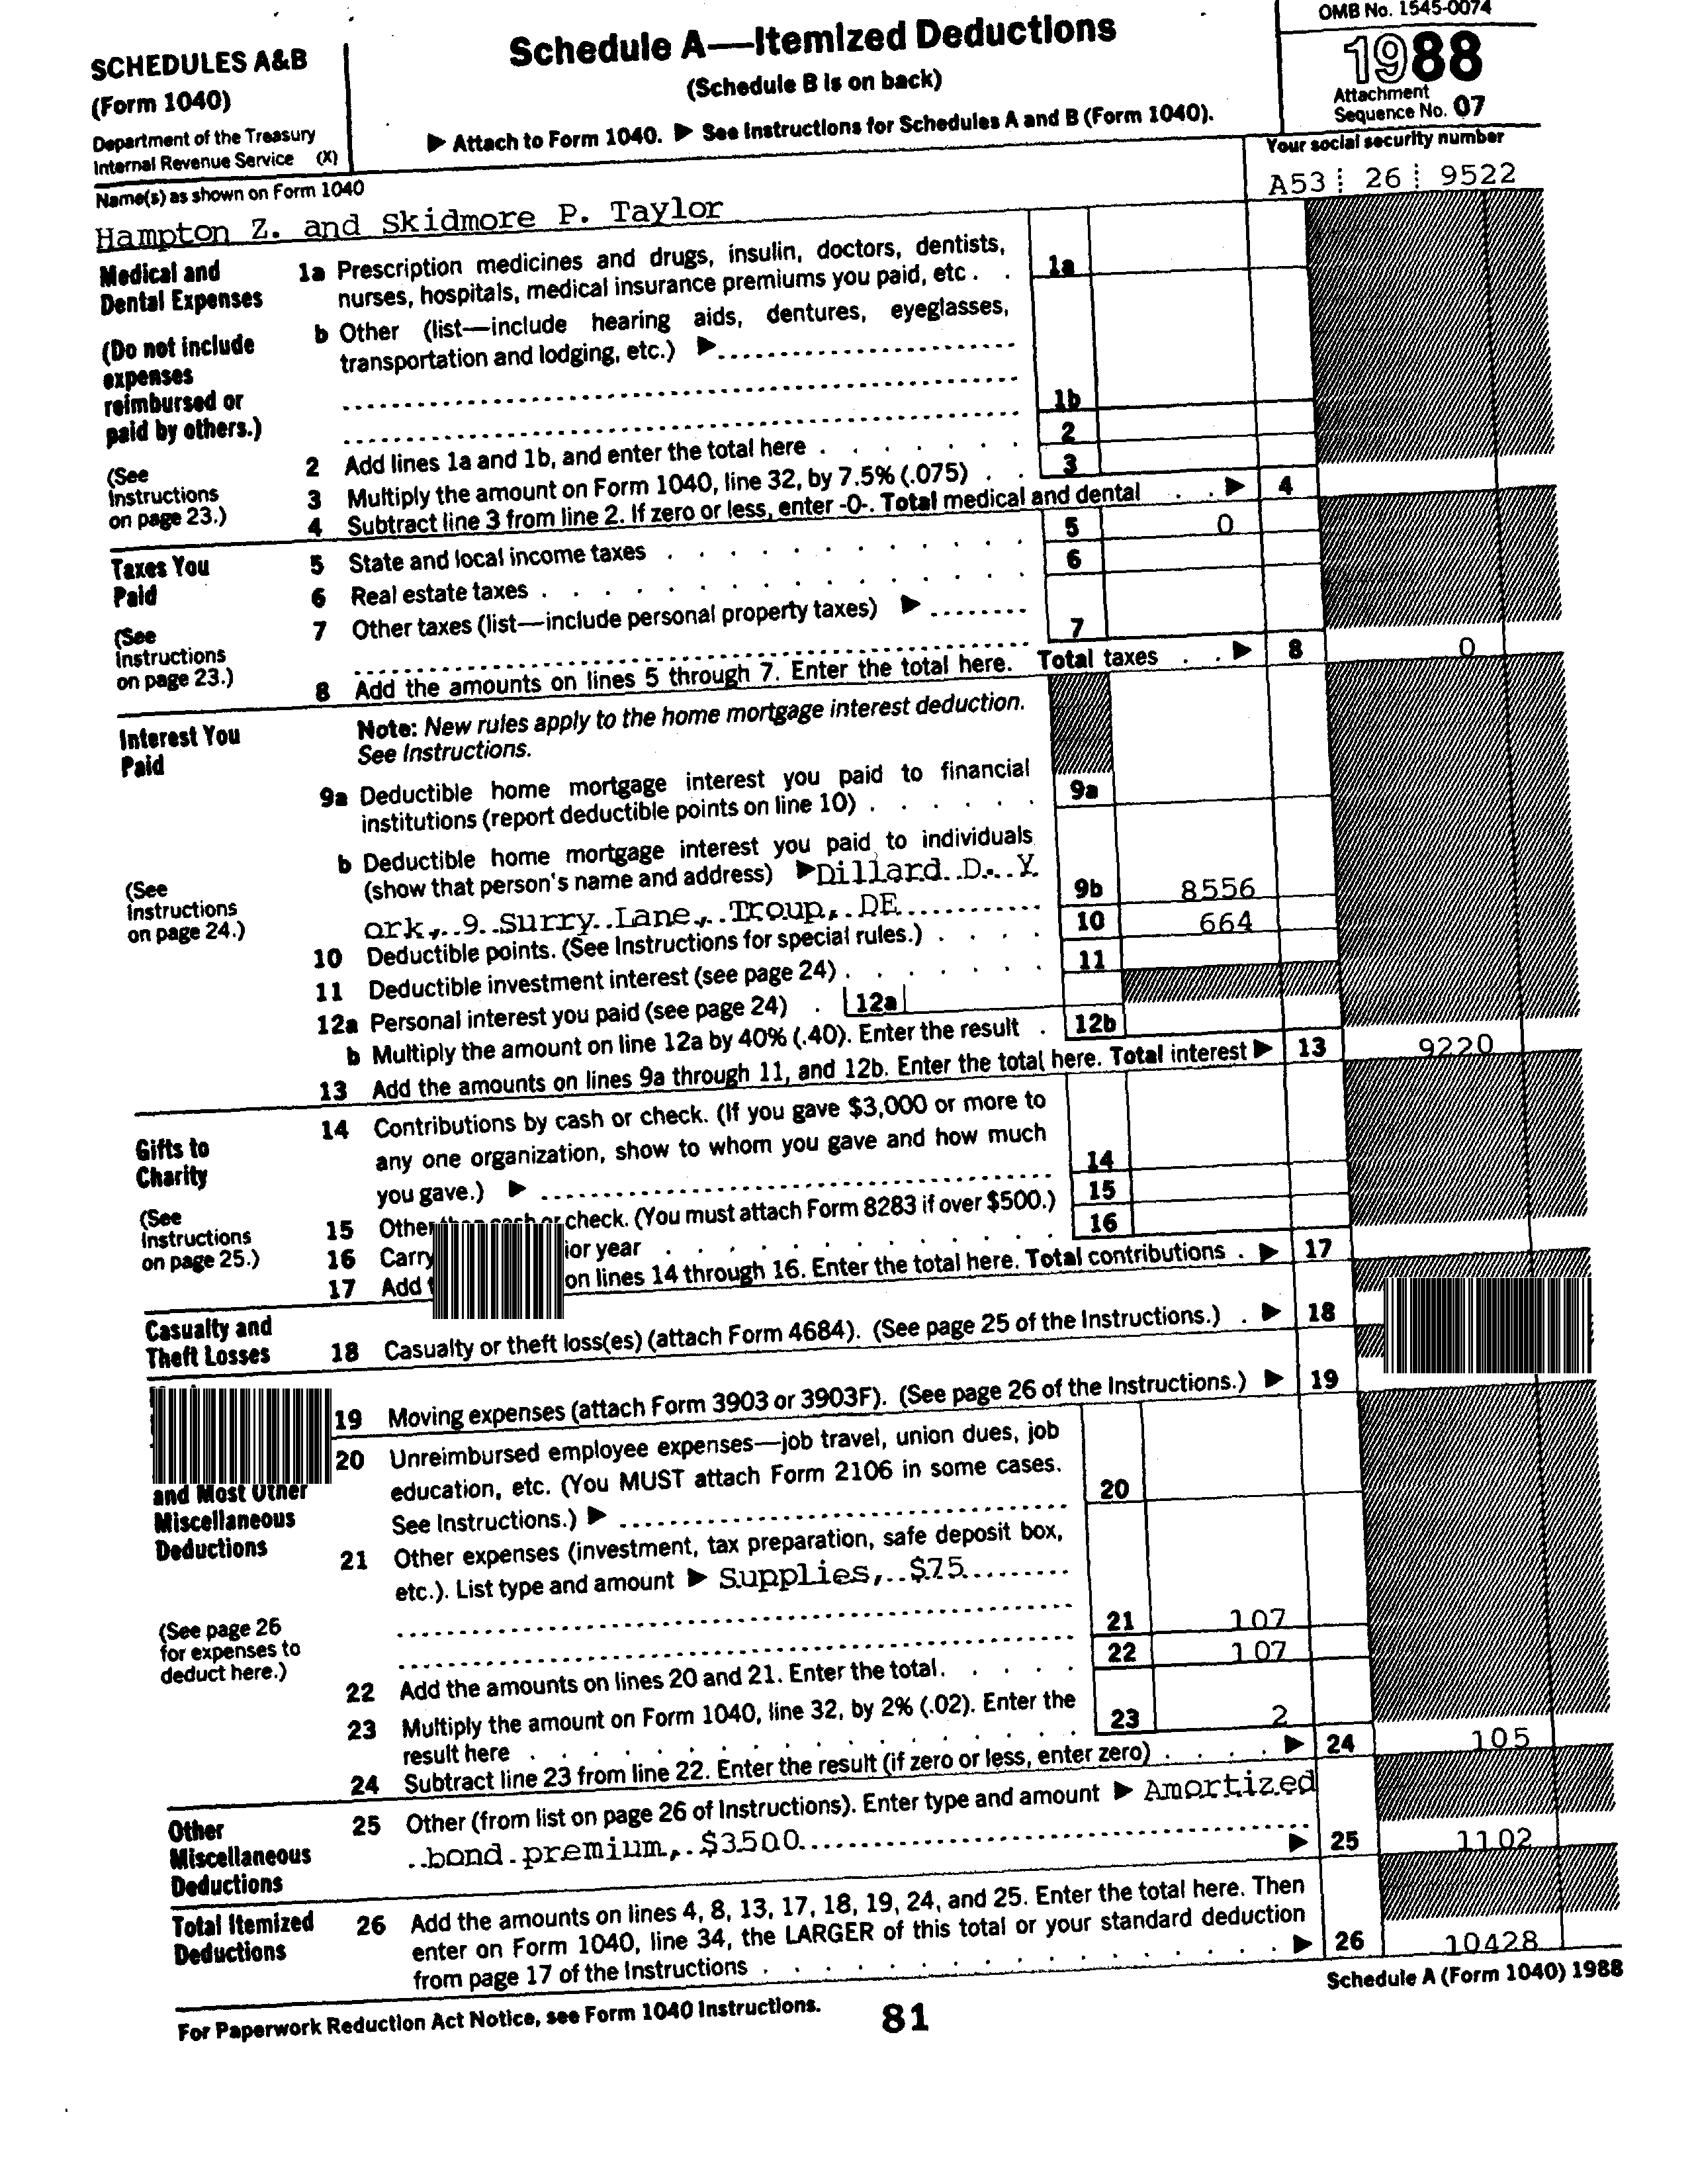 OMB No. 1545-0074
SCHEDULES A&B
(Form 1040)
Department of the Treasury
Internal Revenue Service (X)
Schedule A—Itemized Deductions
(Schedule B is on back)
▶ Attach to Form 1040. ▶ See Instructions for Schedules A and B (Form 1040).
1988
Attachment
Sequence No. 07
Name(s) as shown on Form 1040
Your social security number
Hampton Z. and Skidmore P. Taylor
A53 26 9522
Medical and
Dental Expenses
(Do not include
expenses
reimbursed or
paid by others.)
(See
Instructions
on page 23.)
1a Prescription medicines and drugs, insulin, doctors, dentists,
nurses, hospitals, medical insurance premiums you paid, etc . . 1a
b Other (list—include hearing aids, dentures, eyeglasses,
transportation and lodging, etc.) ▶
1b
2 Add lines 1a and 1b, and enter the total here . . . . . . 2
3 Multiply the amount on Form 1040, line 32, by 7.5% (.075) . . 3
4 Subtract line 3 from line 2. If zero or less, enter -0-. Total medical and dental . . ▶ 4
Taxes You
Paid
(See
Instructions
on page 23.)
5 State and local income taxes . . . . . . . . . . . . 5 0
6 Real estate taxes . . . . . . . . . . . . . . 6
7 Other taxes (list—include personal property taxes) ▶
7
8 Add the amounts on lines 5 through 7. Enter the total here. Total taxes . . ▶ 8 0
Interest You
Paid
(See
Instructions
on page 24.)
Note: New rules apply to the home mortgage interest deduction.
See Instructions.
9a Deductible home mortgage interest you paid to financial
institutions (report deductible points on line 10) . . . . . . 9a
b Deductible home mortgage interest you paid to individuals
(show that person's name and address) ▶ Dillard D. Y
ork, 9 Surry Lane, Troup, DE 9b 8556
10 Deductible points. (See Instructions for special rules.) . . . . 10 664
11 Deductible investment interest (see page 24) . . . . . . . 11
12a Personal interest you paid (see page 24) . 12a
b Multiply the amount on line 12a by 40% (.40). Enter the result . 12b
13 Add the amounts on lines 9a through 11, and 12b. Enter the total here. Total interest ▶ 13 9220
Gifts to
Charity
(See
Instructions
on page 25.)
14 Contributions by cash or check. (If you gave $3,000 or more to
any one organization, show to whom you gave and how much
you gave.) ▶ 14
15 Other than cash or check. (You must attach Form 8283 if over $500.) 15
16 Carry ior year . . . . . . . . . . . . 16
17 Add on lines 14 through 16. Enter the total here. Total contributions . ▶ 17
Casualty and
Theft Losses
18 Casualty or theft loss(es) (attach Form 4684). (See page 25 of the Instructions.) . ▶ 18
19 Moving expenses (attach Form 3903 or 3903F). (See page 26 of the Instructions.) ▶ 19
and Most Other
Miscellaneous
Deductions
(See page 26
for expenses to
deduct here.)
20 Unreimbursed employee expenses—job travel, union dues, job
education, etc. (You MUST attach Form 2106 in some cases.
See Instructions.) ▶ 20
21 Other expenses (investment, tax preparation, safe deposit box,
etc.). List type and amount ▶ Supplies, $75
21 107
22 Add the amounts on lines 20 and 21. Enter the total. . . . . 22 107
23 Multiply the amount on Form 1040, line 32, by 2% (.02). Enter the
result here . . . . . . . . . . . . . . . . 23 2
24 Subtract line 23 from line 22. Enter the result (if zero or less, enter zero) . . . . ▶ 24 105
Other
Miscellaneous
Deductions
25 Other (from list on page 26 of Instructions). Enter type and amount ▶ Amortized
bond premium, $3500 ▶ 25 1102
Total Itemized
Deductions
26 Add the amounts on lines 4, 8, 13, 17, 18, 19, 24, and 25. Enter the total here. Then
enter on Form 1040, line 34, the LARGER of this total or your standard deduction
from page 17 of the Instructions . . . . . . . . . . . . . ▶ 26 10428
For Paperwork Reduction Act Notice, see Form 1040 Instructions.
81
Schedule A (Form 1040) 1988